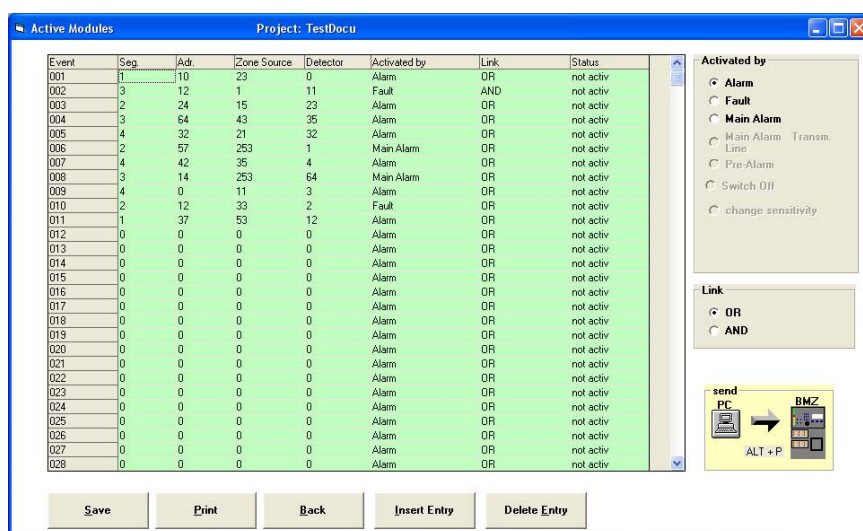 Active Modules Project: TestDocu
Event Seg. Adr. Zone Source Detector Activated by Link Status
001 1 10 23 0 Alarm OR not activ
002 3 12 1 11 Fault AND not activ
003 2 24 15 23 Alarm OR not activ
004 3 64 43 35 Alarm OR not activ
005 4 32 21 32 Alarm OR not activ
006 2 57 253 1 Main Alarm OR not activ
007 4 42 35 4 Alarm OR not activ
008 3 14 253 64 Main Alarm OR not activ
009 4 0 11 3 Alarm OR not activ
010 2 12 33 2 Fault OR not activ
011 1 37 53 12 Alarm OR not activ
012 0 0 0 0 Alarm OR not activ
013 0 0 0 0 Alarm OR not activ
014 0 0 0 0 Alarm OR not activ
015 0 0 0 0 Alarm OR not activ
016 0 0 0 0 Alarm OR not activ
017 0 0 0 0 Alarm OR not activ
018 0 0 0 0 Alarm OR not activ
019 0 0 0 0 Alarm OR not activ
020 0 0 0 0 Alarm OR not activ
021 0 0 0 0 Alarm OR not activ
022 0 0 0 0 Alarm OR not activ
023 0 0 0 0 Alarm OR not activ
024 0 0 0 0 Alarm OR not activ
025 0 0 0 0 Alarm OR not activ
026 0 0 0 0 Alarm OR not activ
027 0 0 0 0 Alarm OR not activ
028 0 0 0 0 Alarm OR not activ
Activated by
Alarm
Fault
Main Alarm
Main Alarm Transm.
Line
Pre-Alarm
Switch Off
change sensitivity
Link
OR
AND
send
PC BMZ
ALT + P
Save Print Back Insert Entry Delete Entry